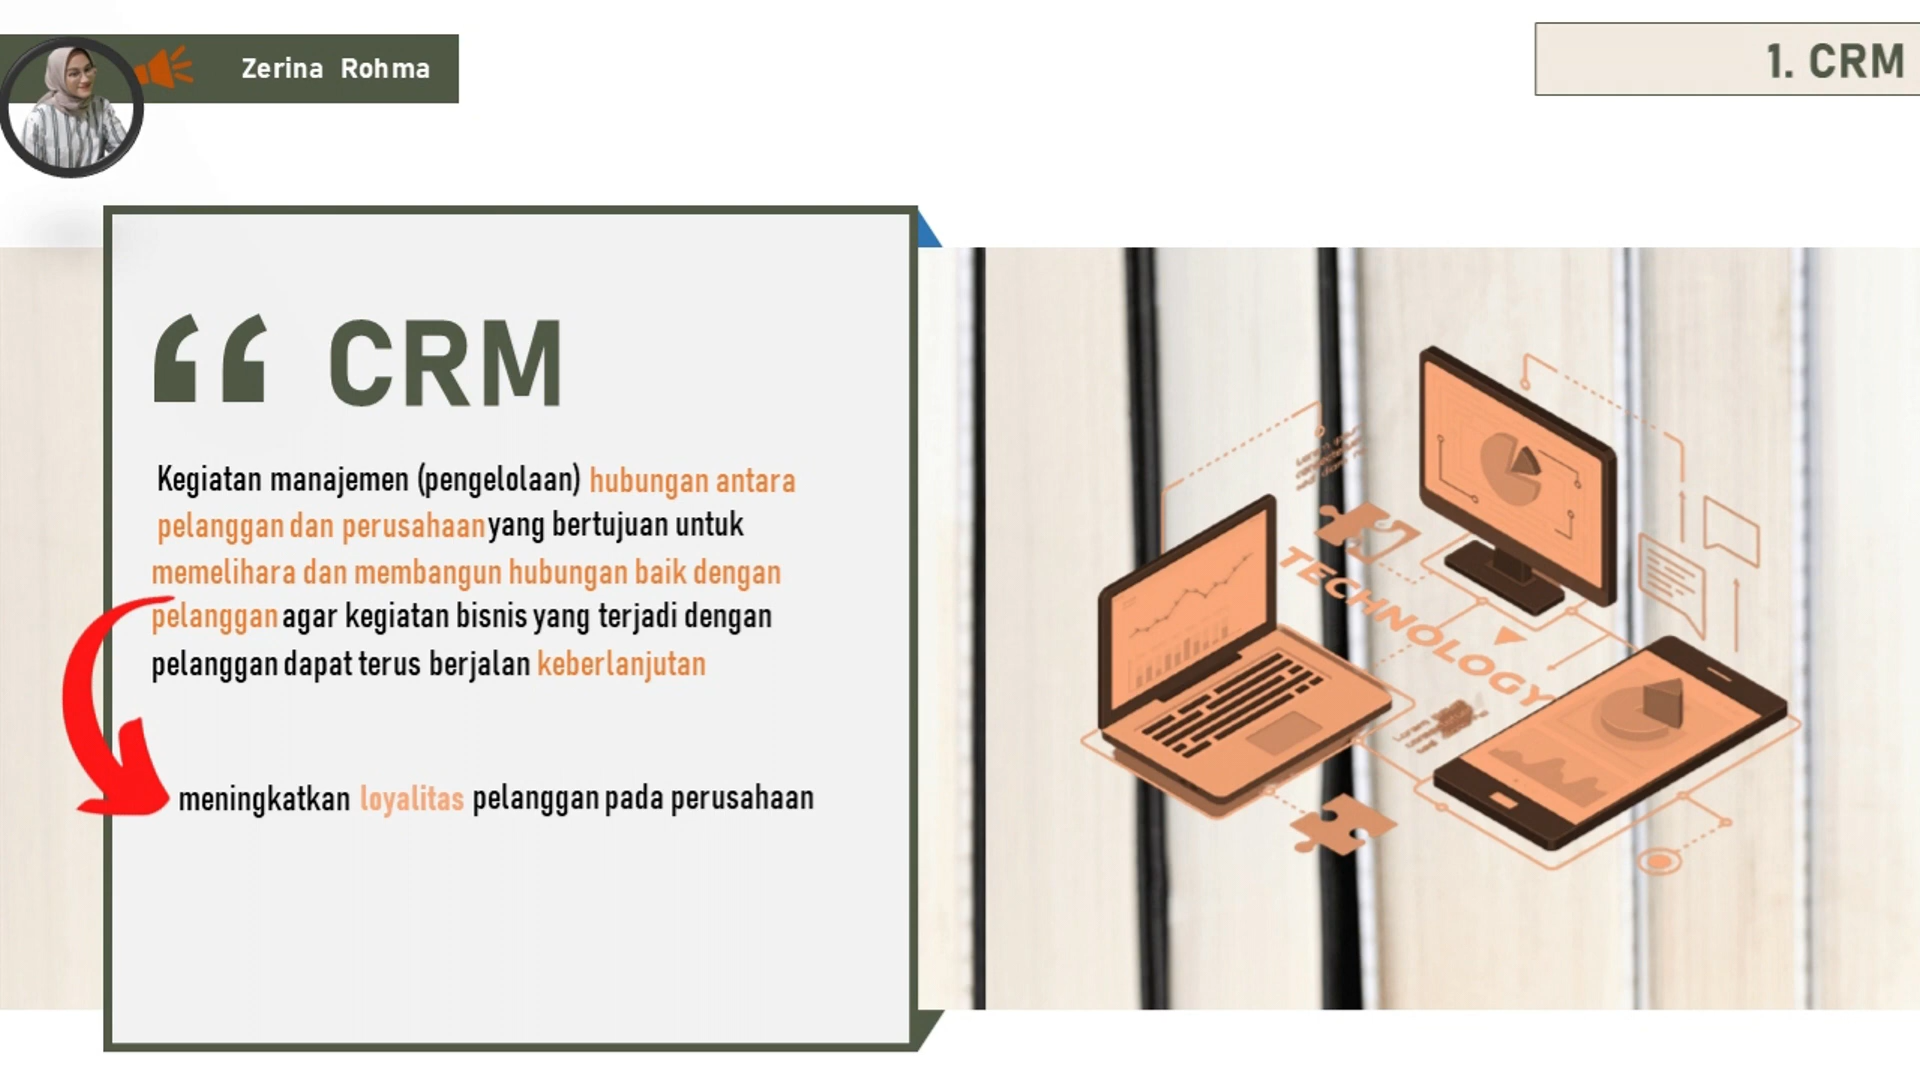 Zerina Rohma
1. CRM
“ CRM
Kegiatan manajemen (pengelolaan) hubungan antara
pelanggan dan perusahaan yang bertujuan untuk
memelihara dan membangun hubungan baik dengan
pelanggan agar kegiatan bisnis yang terjadi dengan
pelanggan dapat terus berjalan keberlanjutan
meningkatkan loyalitas pelanggan pada perusahaan
TECHNOLOGY